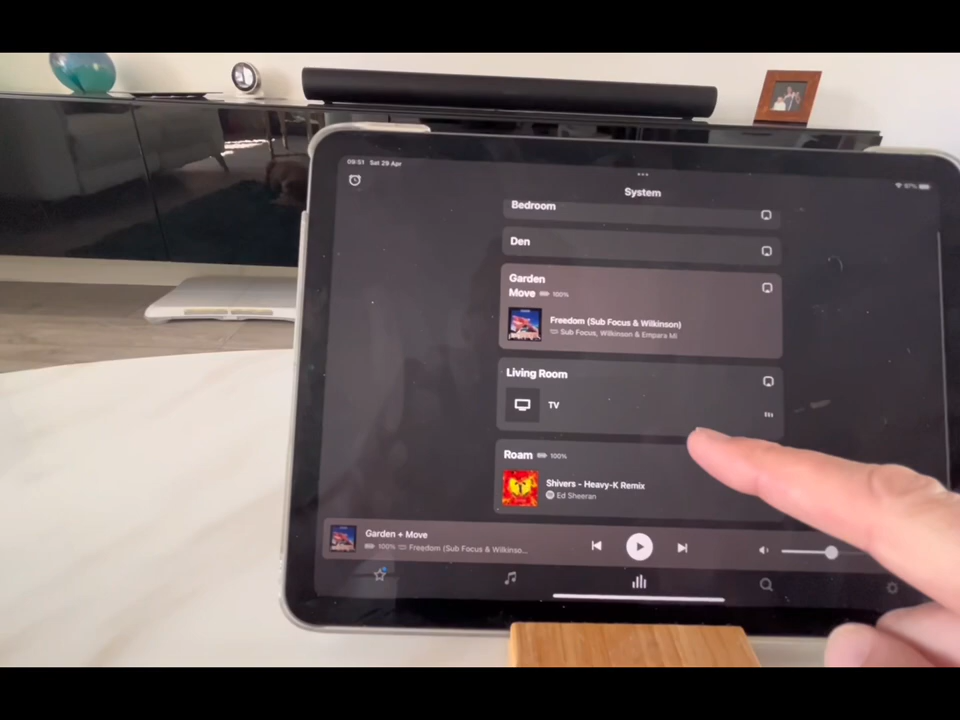 09:51 Sat 29 Apr
97%
System
Bedroom
Den
Garden
Move 100%
Freedom (Sub Focus & Wilkinson)
Sub Focus, Wilkinson & Empara Mi
Living Room
TV
Roam 100%
Shivers - Heavy-K Remix
Ed Sheeran
Garden + Move
100% Freedom (Sub Focus & Wilkinso...